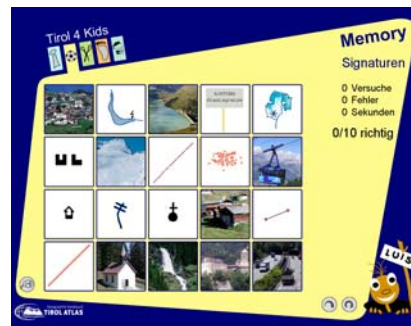 Tirol 4 Kids
Memory
Signaturen
0 Versuche
0 Fehler
0 Sekunden
0/10 richtig
LUIS
TIROL ATLAS